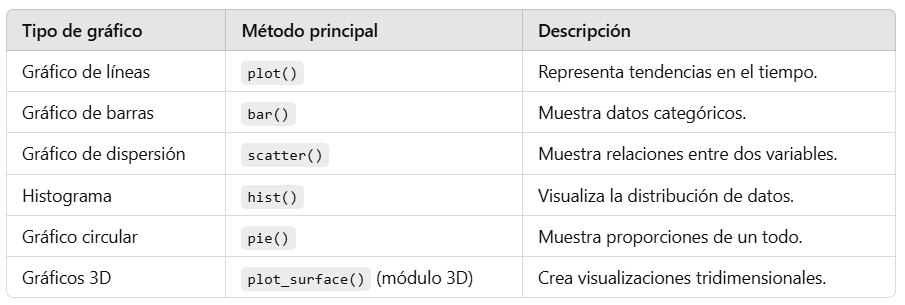 Tipo de gráfico Método principal Descripción
Gráfico de líneas plot() Representa tendencias en el tiempo.
Gráfico de barras bar() Muestra datos categóricos.
Gráfico de dispersión scatter() Muestra relaciones entre dos variables.
Histograma hist() Visualiza la distribución de datos.
Gráfico circular pie() Muestra proporciones de un todo.
Gráficos 3D plot_surface() (módulo 3D) Crea visualizaciones tridimensionales.